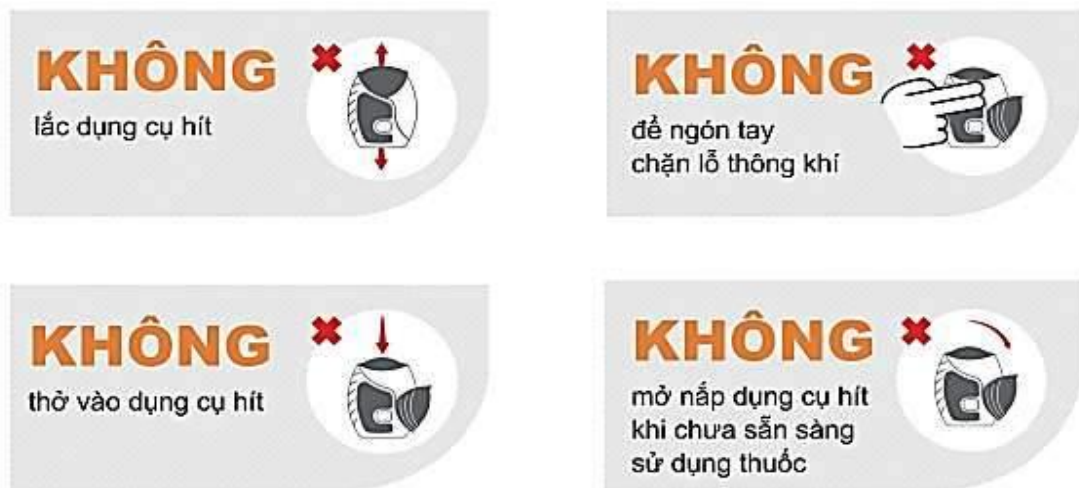 KHÔNG
lắc dụng cụ hít
KHÔNG
để ngón tay
chặn lỗ thông khí
KHÔNG
thở vào dụng cụ hít
KHÔNG
mở nắp dụng cụ hít
khi chưa sẵn sàng
sử dụng thuốc